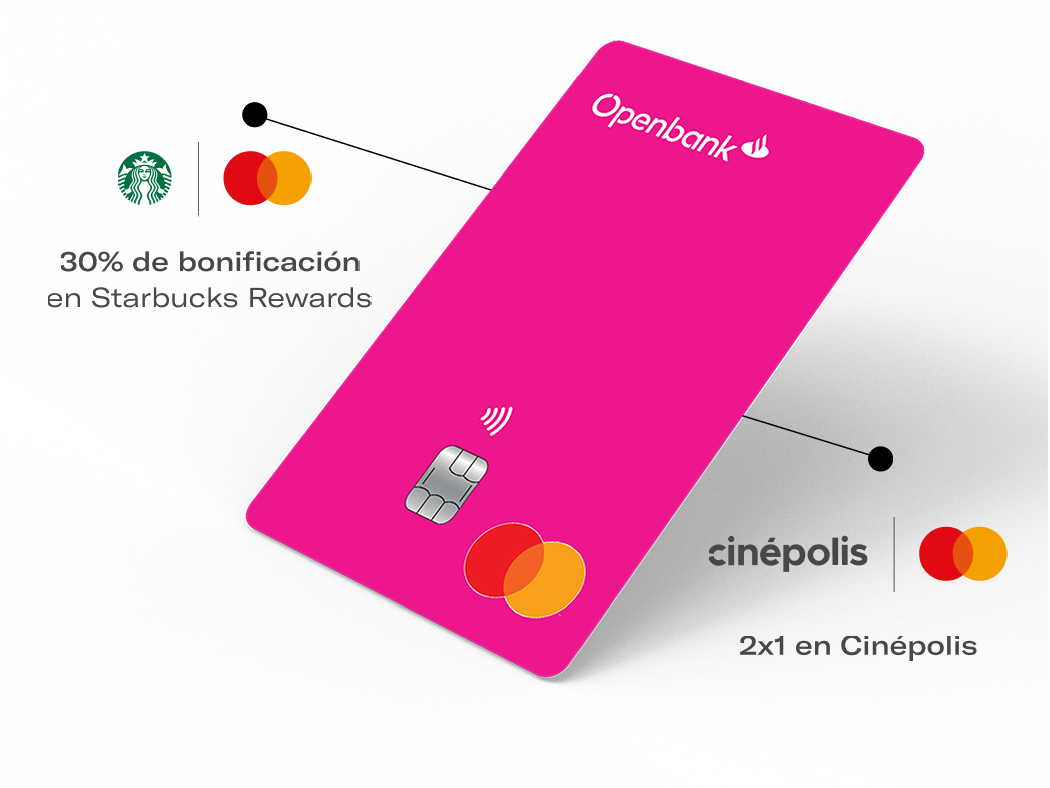 Openbank
30% de bonificación
en Starbucks Rewards
cinépolis
2x1 en Cinépolis